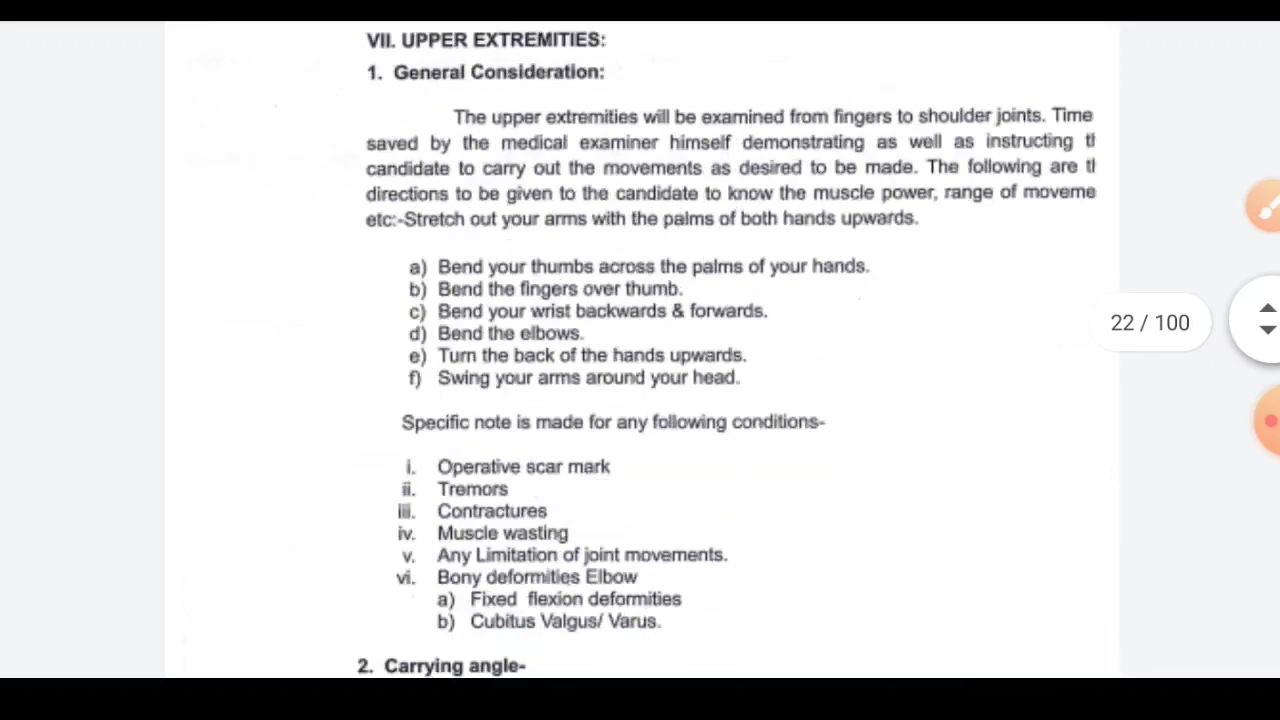 VII. UPPER EXTREMITIES:
1. General Consideration:
The upper extremities will be examined from fingers to shoulder joints. Time
saved by the medical examiner himself demonstrating as well as instructing
candidate to carry out the movements as desired to be made. The following are
directions to be given to the candidate to know the muscle power, range of moveme
etc:-Stretch out your arms with the palms of both hands upwards.
a) Bend your thumbs across the palms of your hands.
b) Bend the fingers over thumb.
c) Bend your wrist backwards & forwards.
d) Bend the elbows.
e) Turn the back of the hands upwards.
f) Swing your arms around your head.
22 / 100
Specific note is made for any following conditions-
i. Operative scar mark
ii. Tremors
iii. Contractures
iv. Muscle wasting
v. Any Limitation of joint movements.
vi. Bony deformities Elbow
a) Fixed flexion deformities
b) Cubitus Valgus/ Varus.
2. Carrying angle-